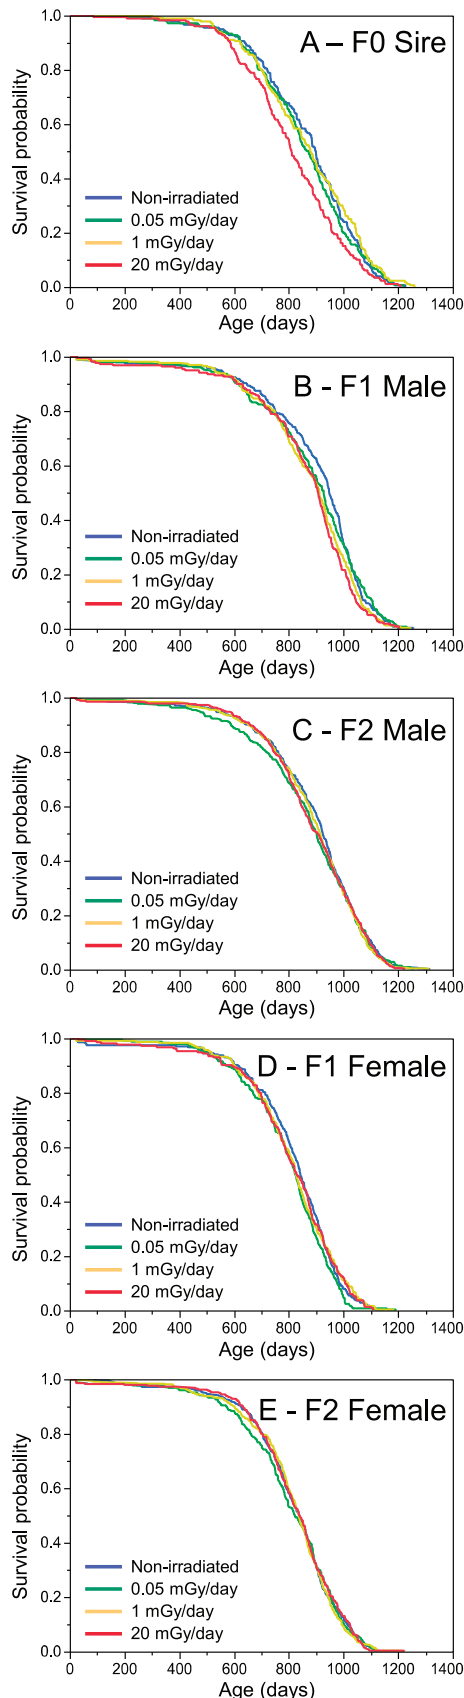 A – F0 Sire
Survival probability
1.0
0.8
0.6
0.4
0.2
0.0
Non-irradiated
0.05 mGy/day
1 mGy/day
20 mGy/day
0 200 400 600 800 1000 1200 1400
Age (days)
B - F1 Male
Survival probability
1.0
0.8
0.6
0.4
0.2
0.0
Non-irradiated
0.05 mGy/day
1 mGy/day
20 mGy/day
0 200 400 600 800 1000 1200 1400
Age (days)
C - F2 Male
Survival probability
1.0
0.8
0.6
0.4
0.2
0.0
Non-irradiated
0.05 mGy/day
1 mGy/day
20 mGy/day
0 200 400 600 800 1000 1200 1400
Age (days)
D - F1 Female
Survival probability
1.0
0.8
0.6
0.4
0.2
0.0
Non-irradiated
0.05 mGy/day
1 mGy/day
20 mGy/day
0 200 400 600 800 1000 1200 1400
Age (days)
E - F2 Female
Survival probability
1.0
0.8
0.6
0.4
0.2
0.0
Non-irradiated
0.05 mGy/day
1 mGy/day
20 mGy/day
0 200 400 600 800 1000 1200 1400
Age (days)